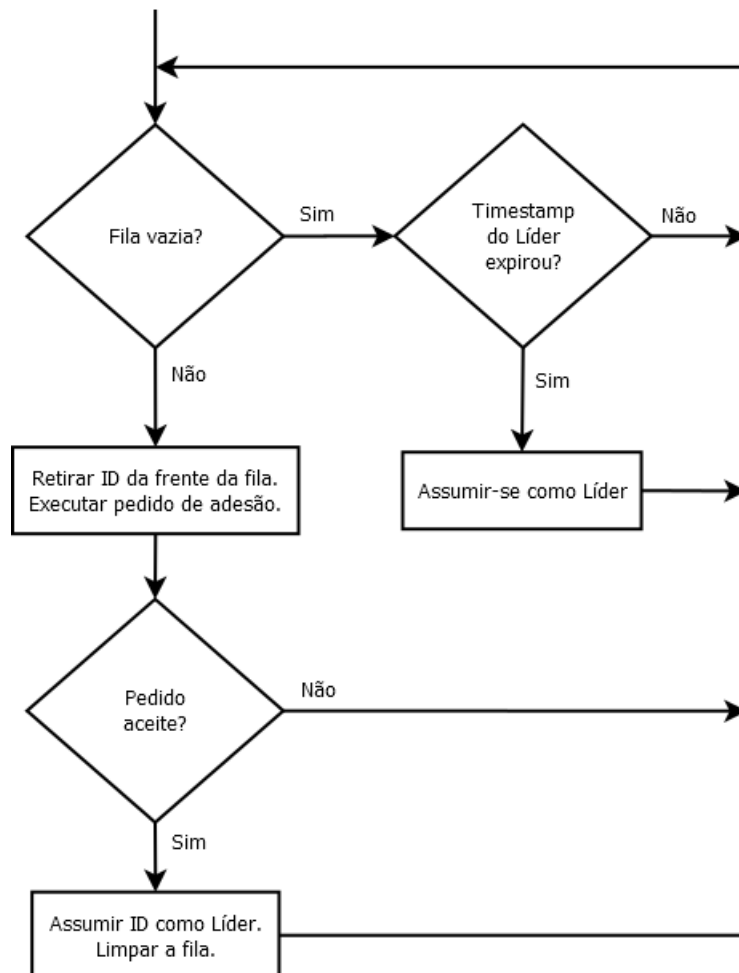 Fila vazia?
Sim
Timestamp
do Líder
expirou?
Não
Não
Sim
Retirar ID da frente da fila.
Executar pedido de adesão.
Assumir-se como Líder
Pedido
aceite?
Não
Sim
Assumir ID como Líder.
Limpar a fila.